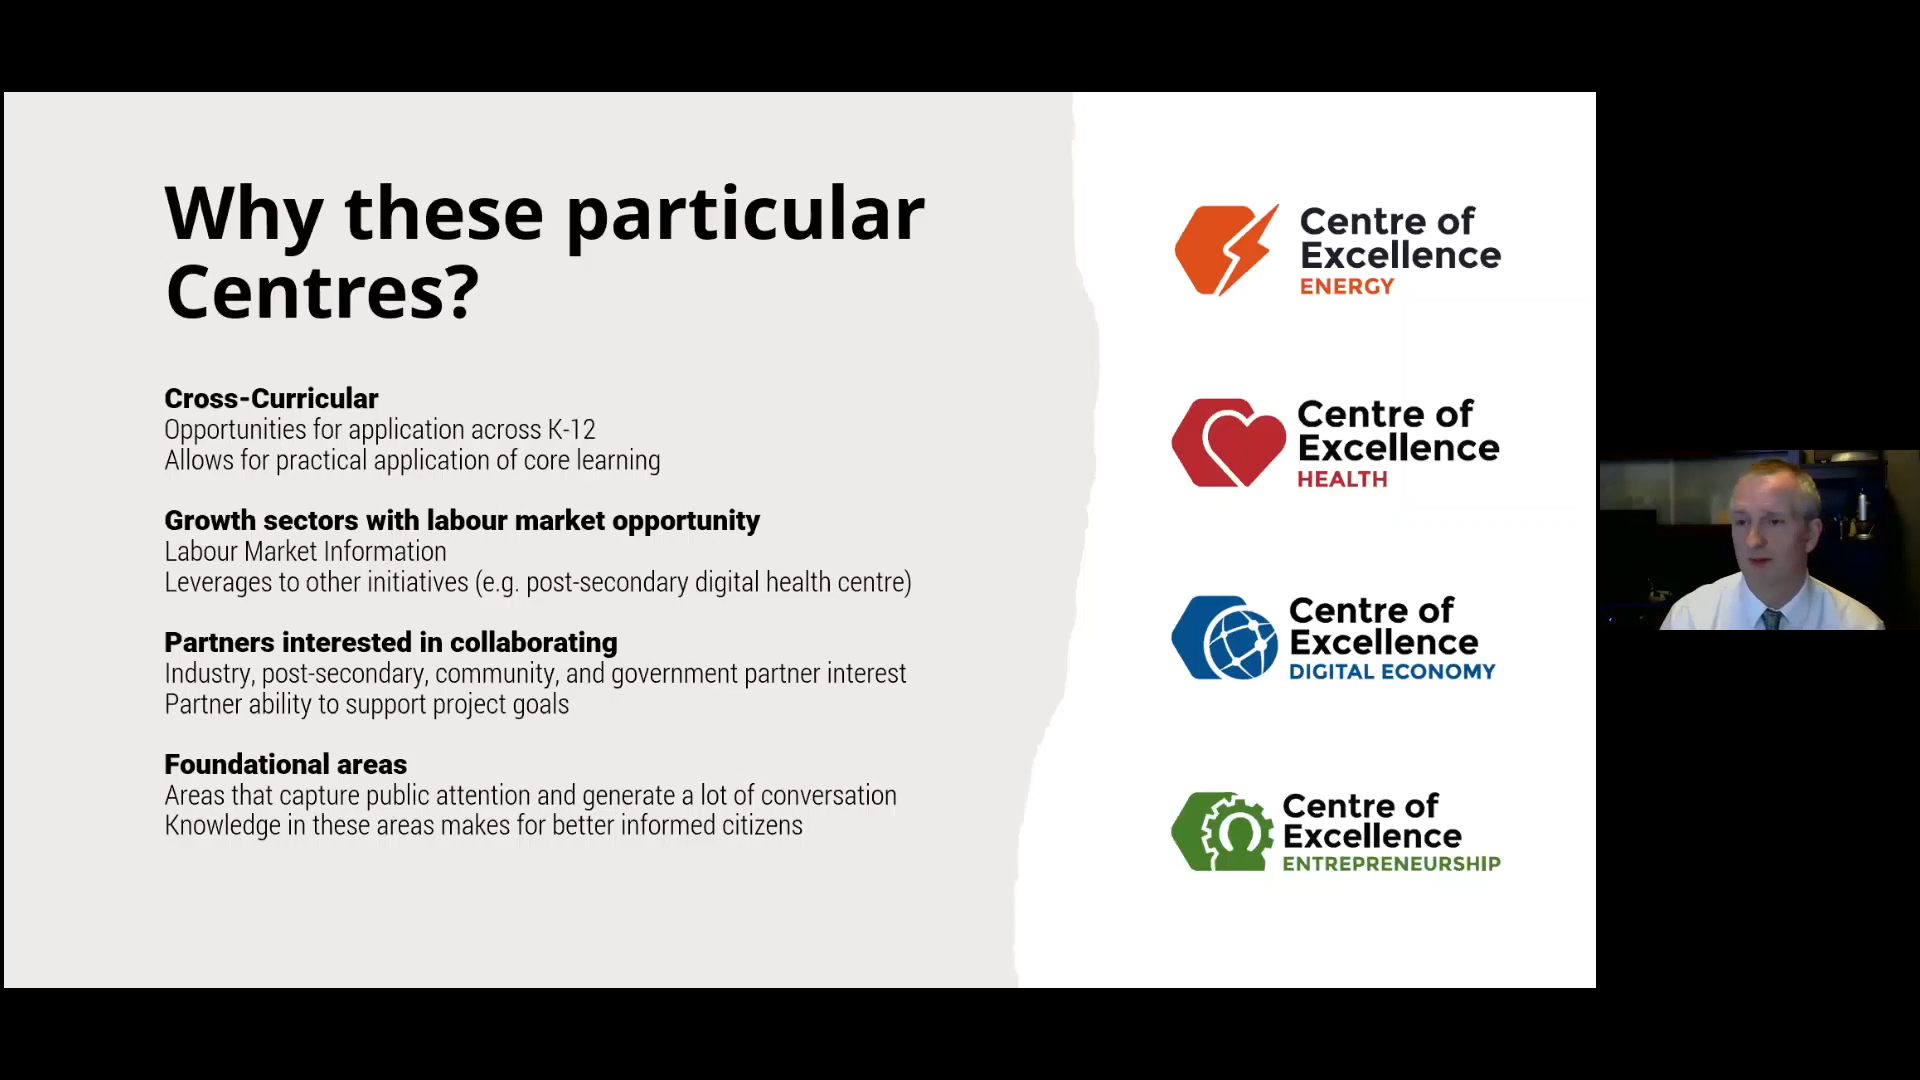 Why these particular
Centres?
Cross-Curricular
Opportunities for application across K-12
Allows for practical application of core learning
Growth sectors with labour market opportunity
Labour Market Information
Leverages to other initiatives (e.g. post-secondary digital health centre)
Partners interested in collaborating
Industry, post-secondary, community, and government partner interest
Partner ability to support project goals
Foundational areas
Areas that capture public attention and generate a lot of conversation
Knowledge in these areas makes for better informed citizens
Centre of
Excellence
ENERGY
Centre of
Excellence
HEALTH
Centre of
Excellence
DIGITAL ECONOMY
Centre of
Excellence
ENTREPRENEURSHIP